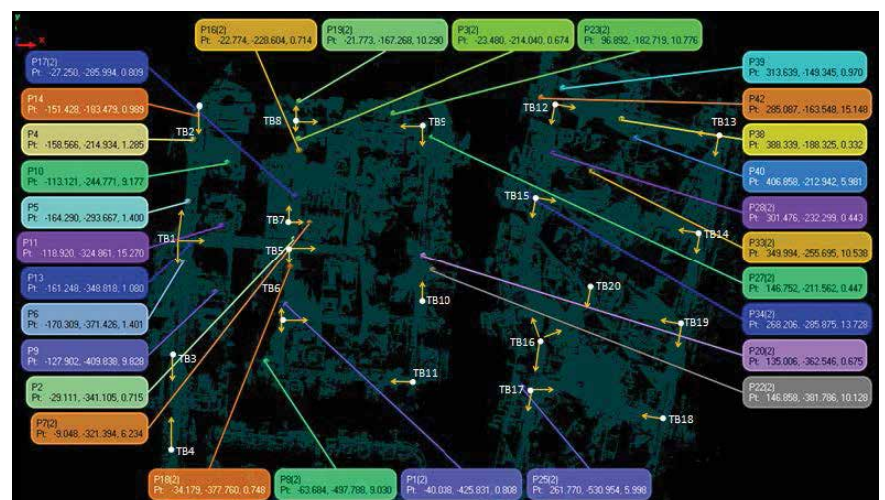 P16(2)
Pt: -22.774, -228.604, 0.714
P19(2)
Pt: -21.773, -167.268, 10.290
P3(2)
Pt: -23.480, -214.040, 0.674
P23(2)
Pt: 96.892, -182.719, 10.776
P17(2)
Pt: -27.250, -285.994, 0.809
P14
Pt: -151.428, -183.479, 0.989
P4
Pt: -158.566, -214.934, 1.285
P10
Pt: -113.121, -244.771, 9.177
P5
Pt: -164.290, -293.667, 1.400
P11
Pt: -118.920, -324.861, 15.270
P13
Pt: -161.248, -348.818, 1.080
P6
Pt: -170.309, -371.426, 1.401
P9
Pt: -127.902, -409.838, 9.828
P2
Pt: -29.111, -341.105, 0.715
P7(2)
Pt: -9.048, -321.394, 6.234
P39
Pt: 313.639, -149.345, 0.970
P42
Pt: 285.087, -163.548, 15.148
P38
Pt: 388.339, -188.325, 0.332
P40
Pt: 406.858, -212.942, 5.981
P28(2)
Pt: 301.476, -232.299, 0.443
P33(2)
Pt: 349.994, -255.695, 10.538
P27(2)
Pt: 146.752, -211.562, 0.447
P34(2)
Pt: 268.206, -285.875, 13.728
P20(2)
Pt: 135.006, -362.546, 0.675
P22(2)
Pt: 146.858, -381.786, 10.128
TB2
TB8
TB9
TB12
TB13
TB15
TB7
TB1
TB5
TB14
TB6
TB20
TB10
TB19
TB3
TB16
TB11
TB17
TB18
TB4
P18(2)
Pt: -34.179, -377.760, 0.748
P8(2)
Pt: -63.684, -497.788, 9.030
P1(2)
Pt: -40.038, -425.831, 0.808
P25(2)
Pt: 261.770, -530.954, 5.998